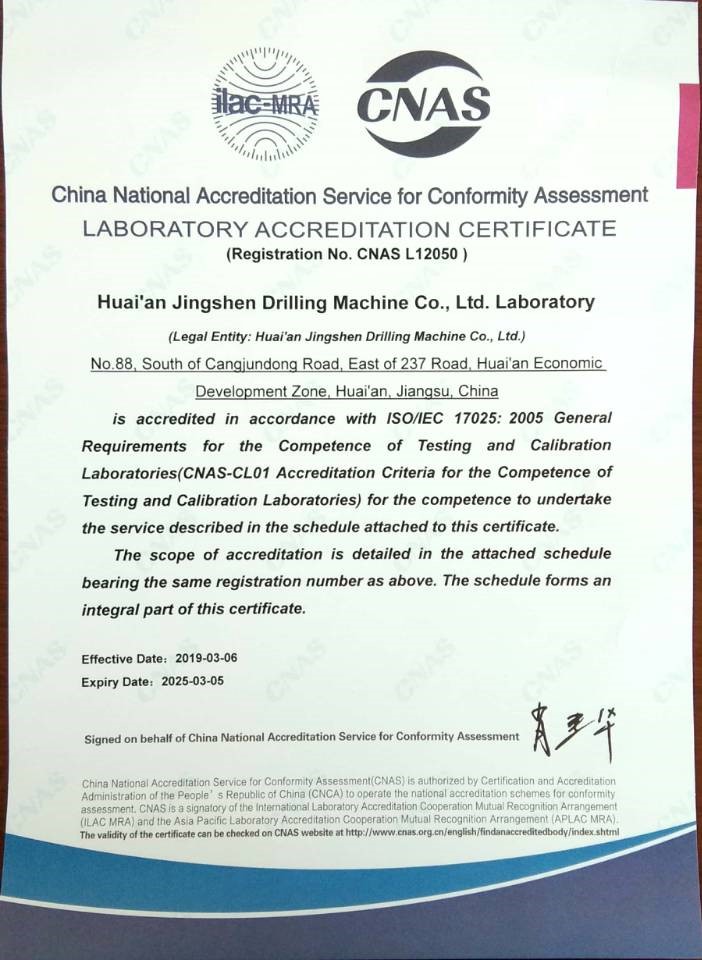 ilac-MRA
CNAS
China National Accreditation Service for Conformity Assessment
LABORATORY ACCREDITATION CERTIFICATE
(Registration No. CNAS L12050 )
Huai'an Jingshen Drilling Machine Co., Ltd. Laboratory
(Legal Entity: Huai'an Jingshen Drilling Machine Co., Ltd.)
No.88, South of Cangjundong Road, East of 237 Road, Huai'an Economic
Development Zone, Huai'an, Jiangsu, China
is accredited in accordance with ISO/IEC 17025: 2005 General
Requirements for the Competence of Testing and Calibration
Laboratories(CNAS-CL01 Accreditation Criteria for the Competence of
Testing and Calibration Laboratories) for the competence to undertake
the service described in the schedule attached to this certificate.
The scope of accreditation is detailed in the attached schedule
bearing the same registration number as above. The schedule forms an
integral part of this certificate.
Effective Date: 2019-03-06
Expiry Date: 2025-03-05
Signed on behalf of China National Accreditation Service for Conformity Assessment
China National Accreditation Service for Conformity Assessment(CNAS) is authorized by Certification and Accreditation
Administration of the People's Republic of China (CNCA) to operate the national accreditation schemes for conformity
assessment. CNAS is a signatory of the International Laboratory Accreditation Cooperation Mutual Recognition Arrangement
(ILAC MRA) and the Asia Pacific Laboratory Accreditation Cooperation Mutual Recognition Arrangement (APLAC MRA).
The validity of the certificate can be checked on CNAS website at http://www.cnas.org.cn/english/findanaccreditedbody/index.shtml